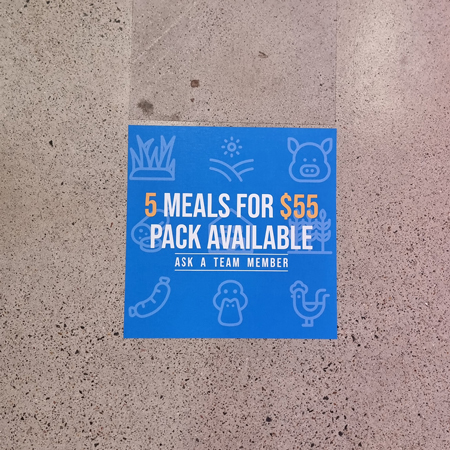 5 MEALS FOR $55
PACK AVAILABLE
ASK A TEAM MEMBER